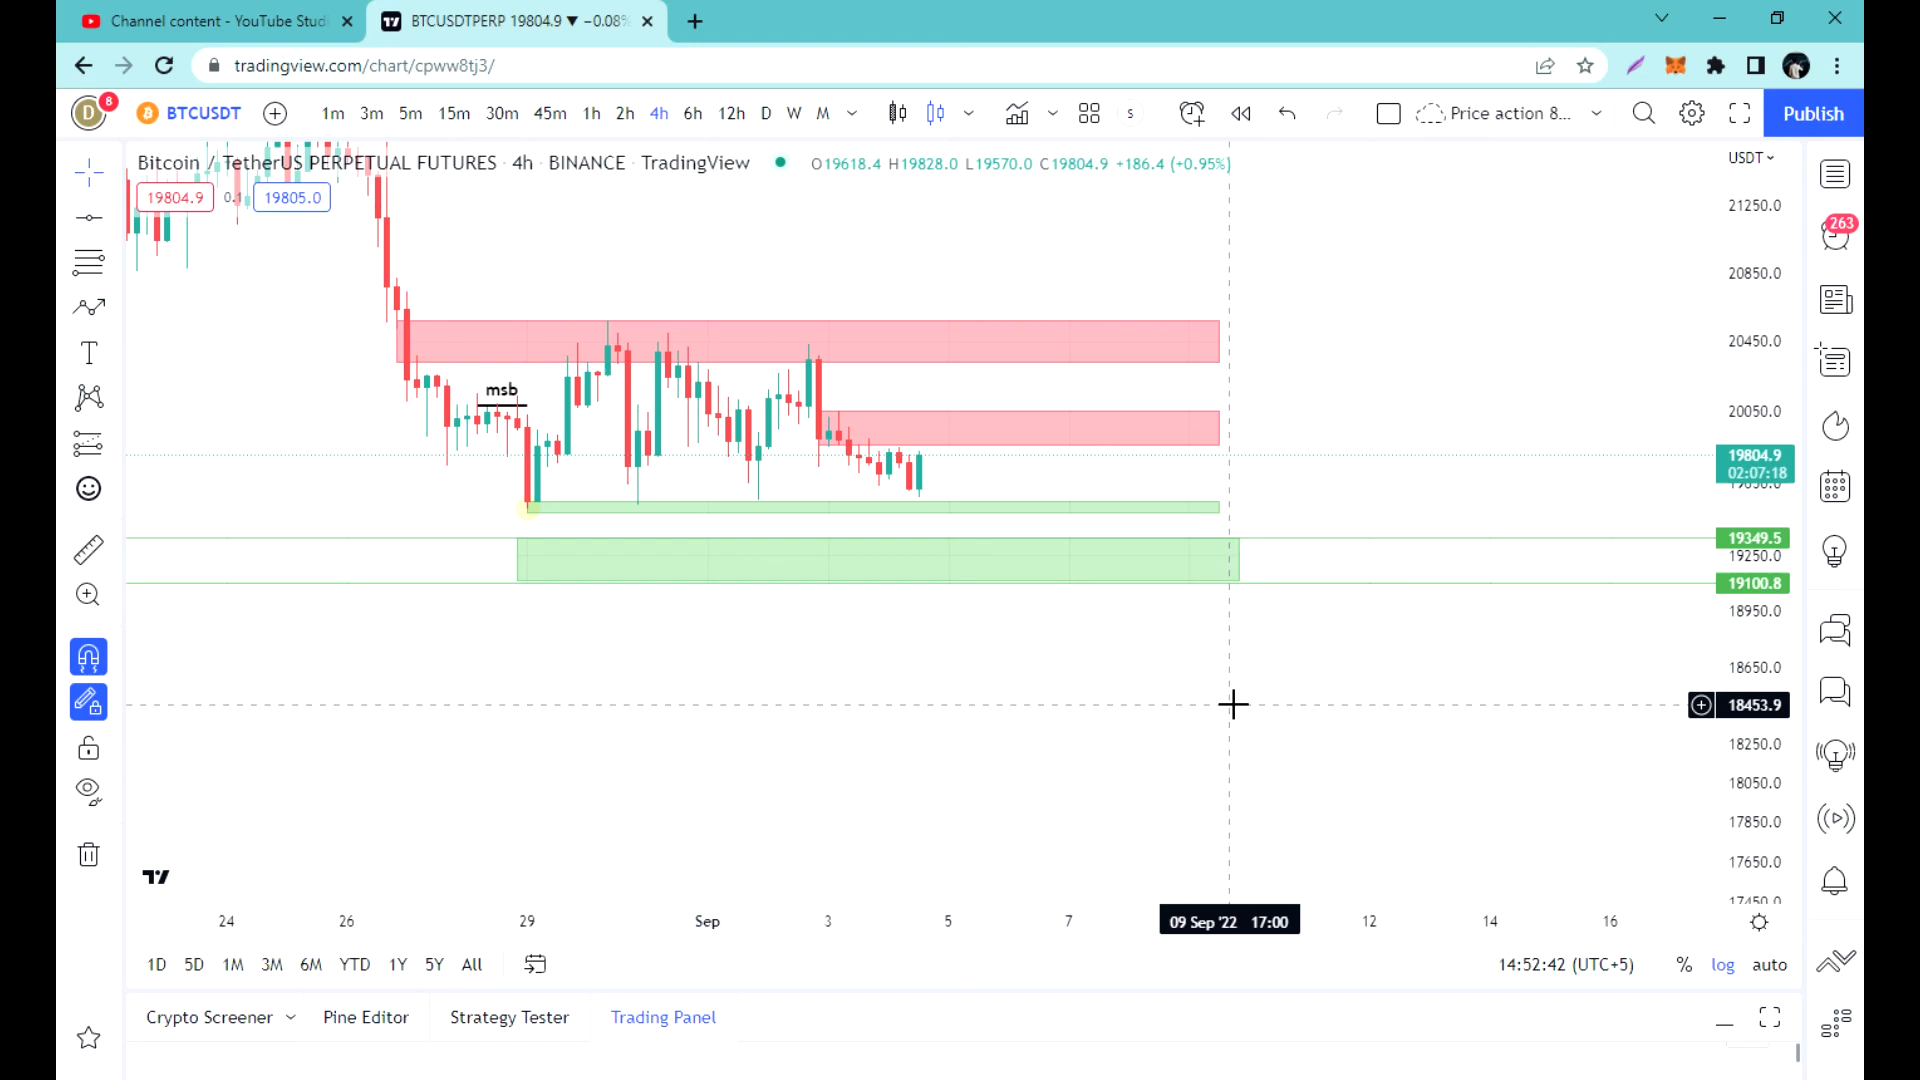 Channel content - YouTube Stud
BTCUSDTPERP 19804.9 ▼ −0.08%
tradingview.com/chart/cpww8tj3/
D
8
BTCUSDT
1m 3m 5m 15m 30m 45m 1h 2h 4h 6h 12h D W M
s
Price action 8...
Publish
Bitcoin / TetherUS PERPETUAL FUTURES · 4h · BINANCE · TradingView
O19618.4 H19828.0 L19570.0 C19804.9 +186.4 (+0.95%)
USDT
19804.9
0.1
19805.0
21250.0
263
20850.0
20450.0
msb
20050.0
19804.9
02:07:18
19349.5
19250.0
19100.8
18950.0
18650.0
18453.9
18250.0
18050.0
17850.0
17650.0
17450.0
24 26 29 Sep 3 5 7 09 Sep '22 17:00 12 14 16
1D 5D 1M 3M 6M YTD 1Y 5Y All
14:52:42 (UTC+5)
% log auto
Crypto Screener
Pine Editor
Strategy Tester
Trading Panel